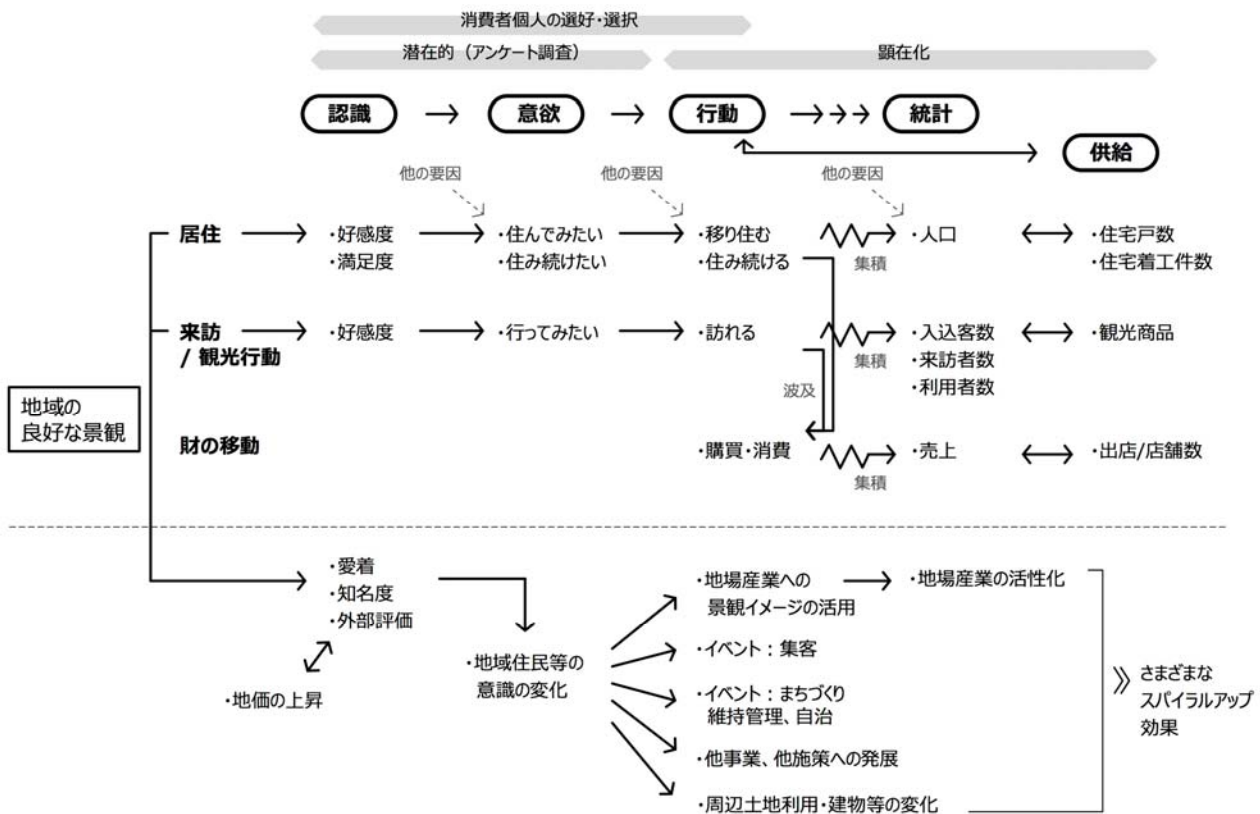 消費者個人の選好・選択
潜在的（アンケート調査）
顕在化
認識
意欲
行動
統計
供給
他の要因
他の要因
他の要因
居住
・好感度
・満足度
・住んでみたい
・住み続けたい
・移り住む
・住み続ける
集積
・人口
・住宅戸数
・住宅着工件数
来訪
/ 観光行動
・好感度
・行ってみたい
・訪れる
集積
・入込客数
・来訪者数
・利用者数
・観光商品
波及
地域の
良好な景観
財の移動
・購買・消費
集積
・売上
・出店/店舗数
・愛着
・知名度
・外部評価
・地価の上昇
・地域住民等の
意識の変化
・地場産業への
景観イメージの活用
・地場産業の活性化
・イベント：集客
・イベント：まちづくり
維持管理、自治
・他事業、他施策への発展
・周辺土地利用・建物等の変化
さまざまな
スパイラルアップ
効果